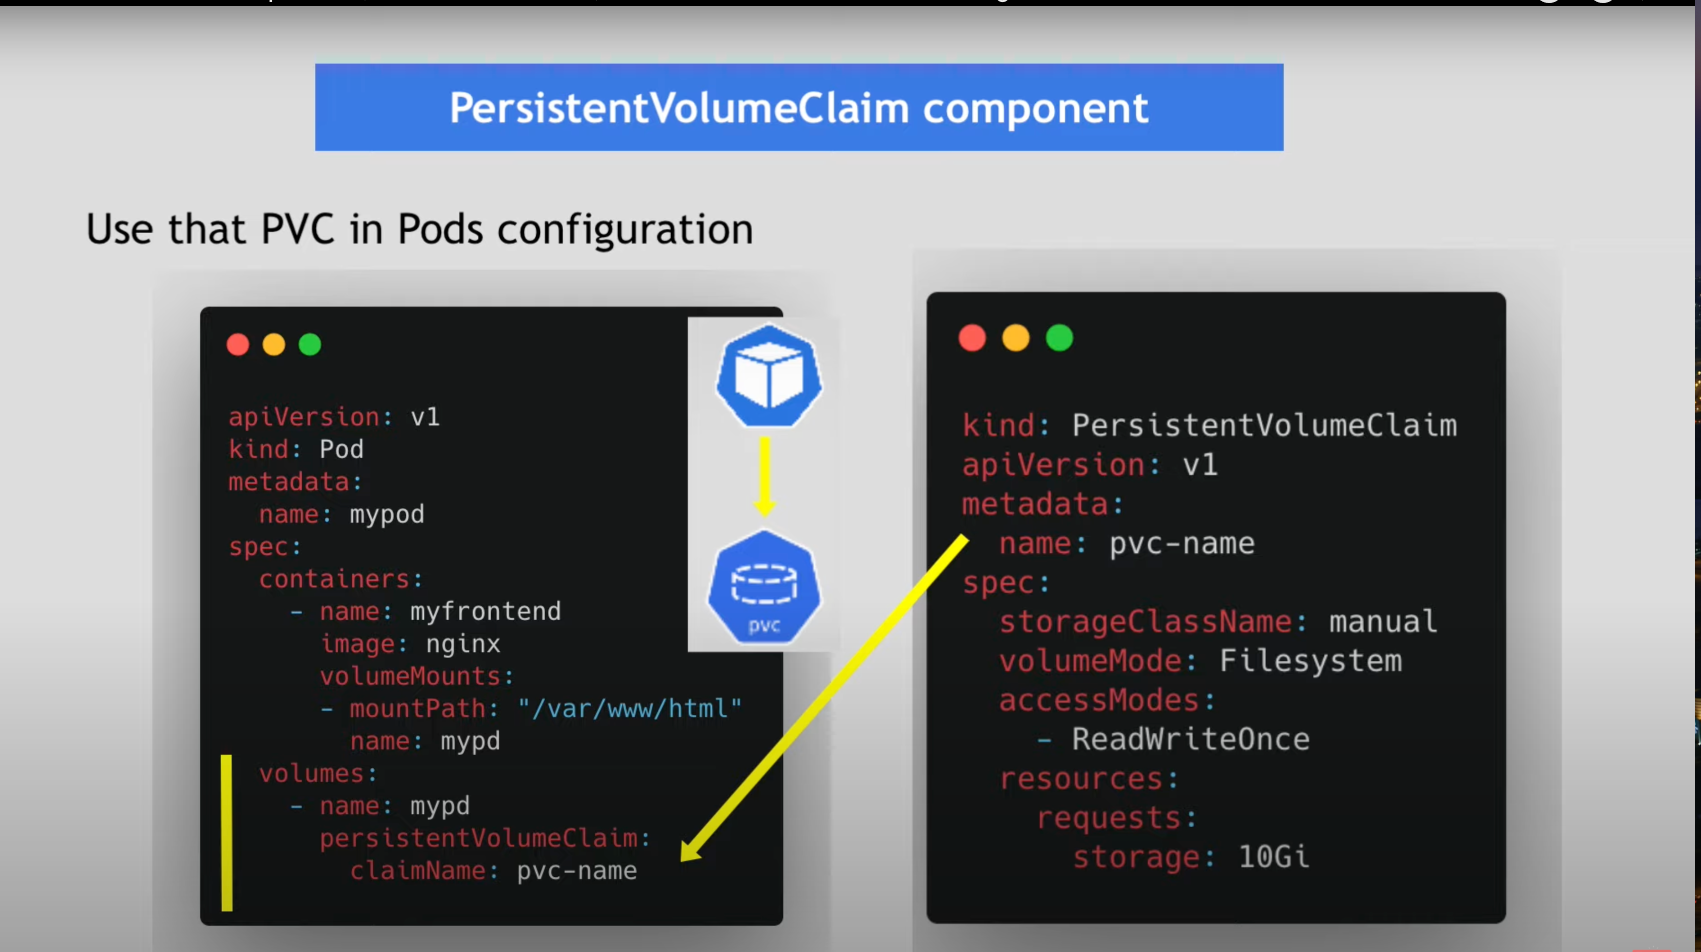 PersistentVolumeClaim component
Use that PVC in Pods configuration
apiVersion: v1
kind: Pod
metadata:
  name: mypod
spec:
  containers:
    - name: myfrontend
      image: nginx
      volumeMounts:
      - mountPath: "/var/www/html"
        name: mypd
  volumes:
    - name: mypd
      persistentVolumeClaim:
        claimName: pvc-name
pvc
kind: PersistentVolumeClaim
apiVersion: v1
metadata:
  name: pvc-name
spec:
  storageClassName: manual
  volumeMode: Filesystem
  accessModes:
    - ReadWriteOnce
  resources:
    requests:
      storage: 10Gi